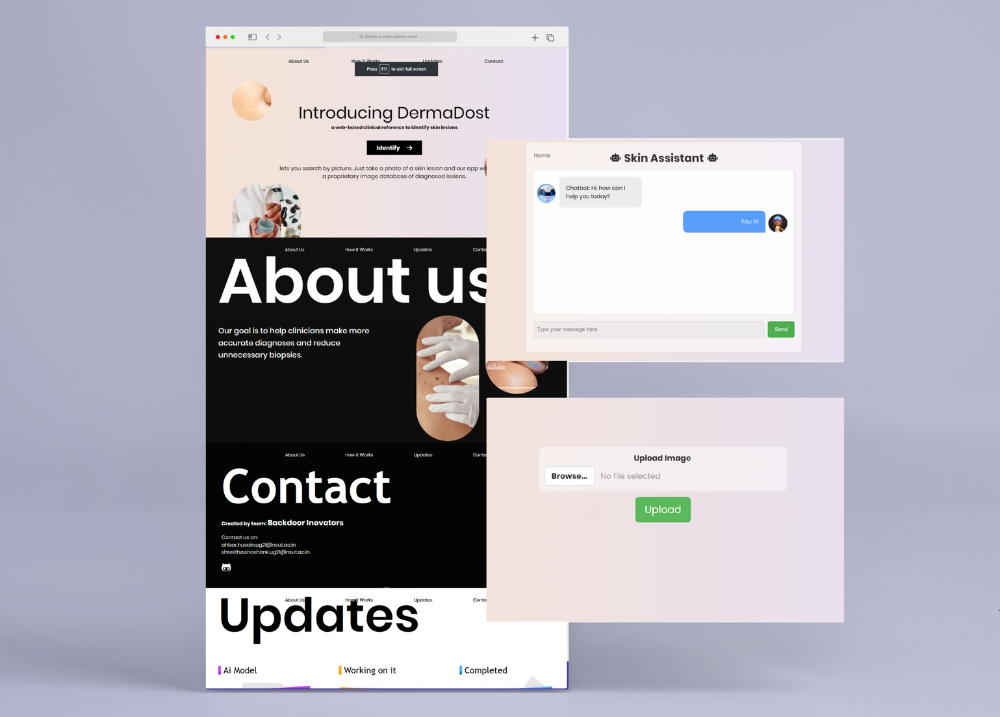 Search or enter website name
About Us How it Works Updates Contact
Press F11 to exit full screen
Introducing DermaDost
a web-based clinical reference to identify skin lesions
Identify →
lets you search by picture. Just take a photo of a skin lesion and our app
a proprietary image database of diagnosed lesions.
About Us How it Works Updates Conta
About us
Our goal is to help clinicians make more
accurate diagnoses and reduce
unnecessary biopsies.
About Us How it Works Updates Conta
Contact
Created by team: Backdoor Inovators
Contact us on:
ahbar.husain.ug21@nsut.ac.in
shrestha.shashank.ug21@nsut.ac.in
About Us How it Works Updates Conta
Updates
Ai Model
Working on it
Completed
Home
Skin Assistant
Chatbot: Hi, how can I
help you today?
You: hi
Type your message here
Send
Upload Image
Browse... No file selected
Upload